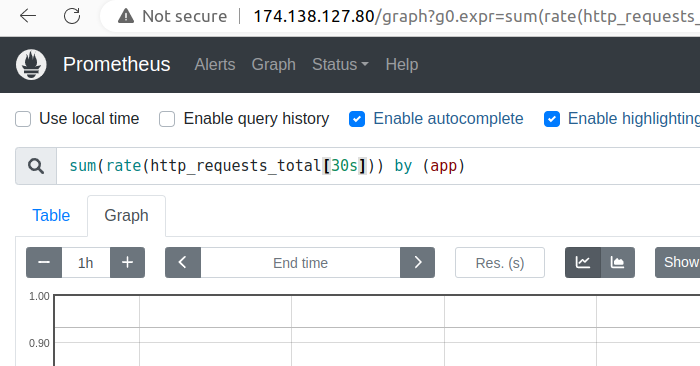 Not secure 174.138.127.80/graph?g0.expr=sum(rate(http_requests_
Prometheus Alerts Graph Status Help
Use local time Enable query history Enable autocomplete Enable highlighting
sum(rate(http_requests_total[30s])) by (app)
Table Graph
− 1h + End time Res. (s) Show
1.00
0.90